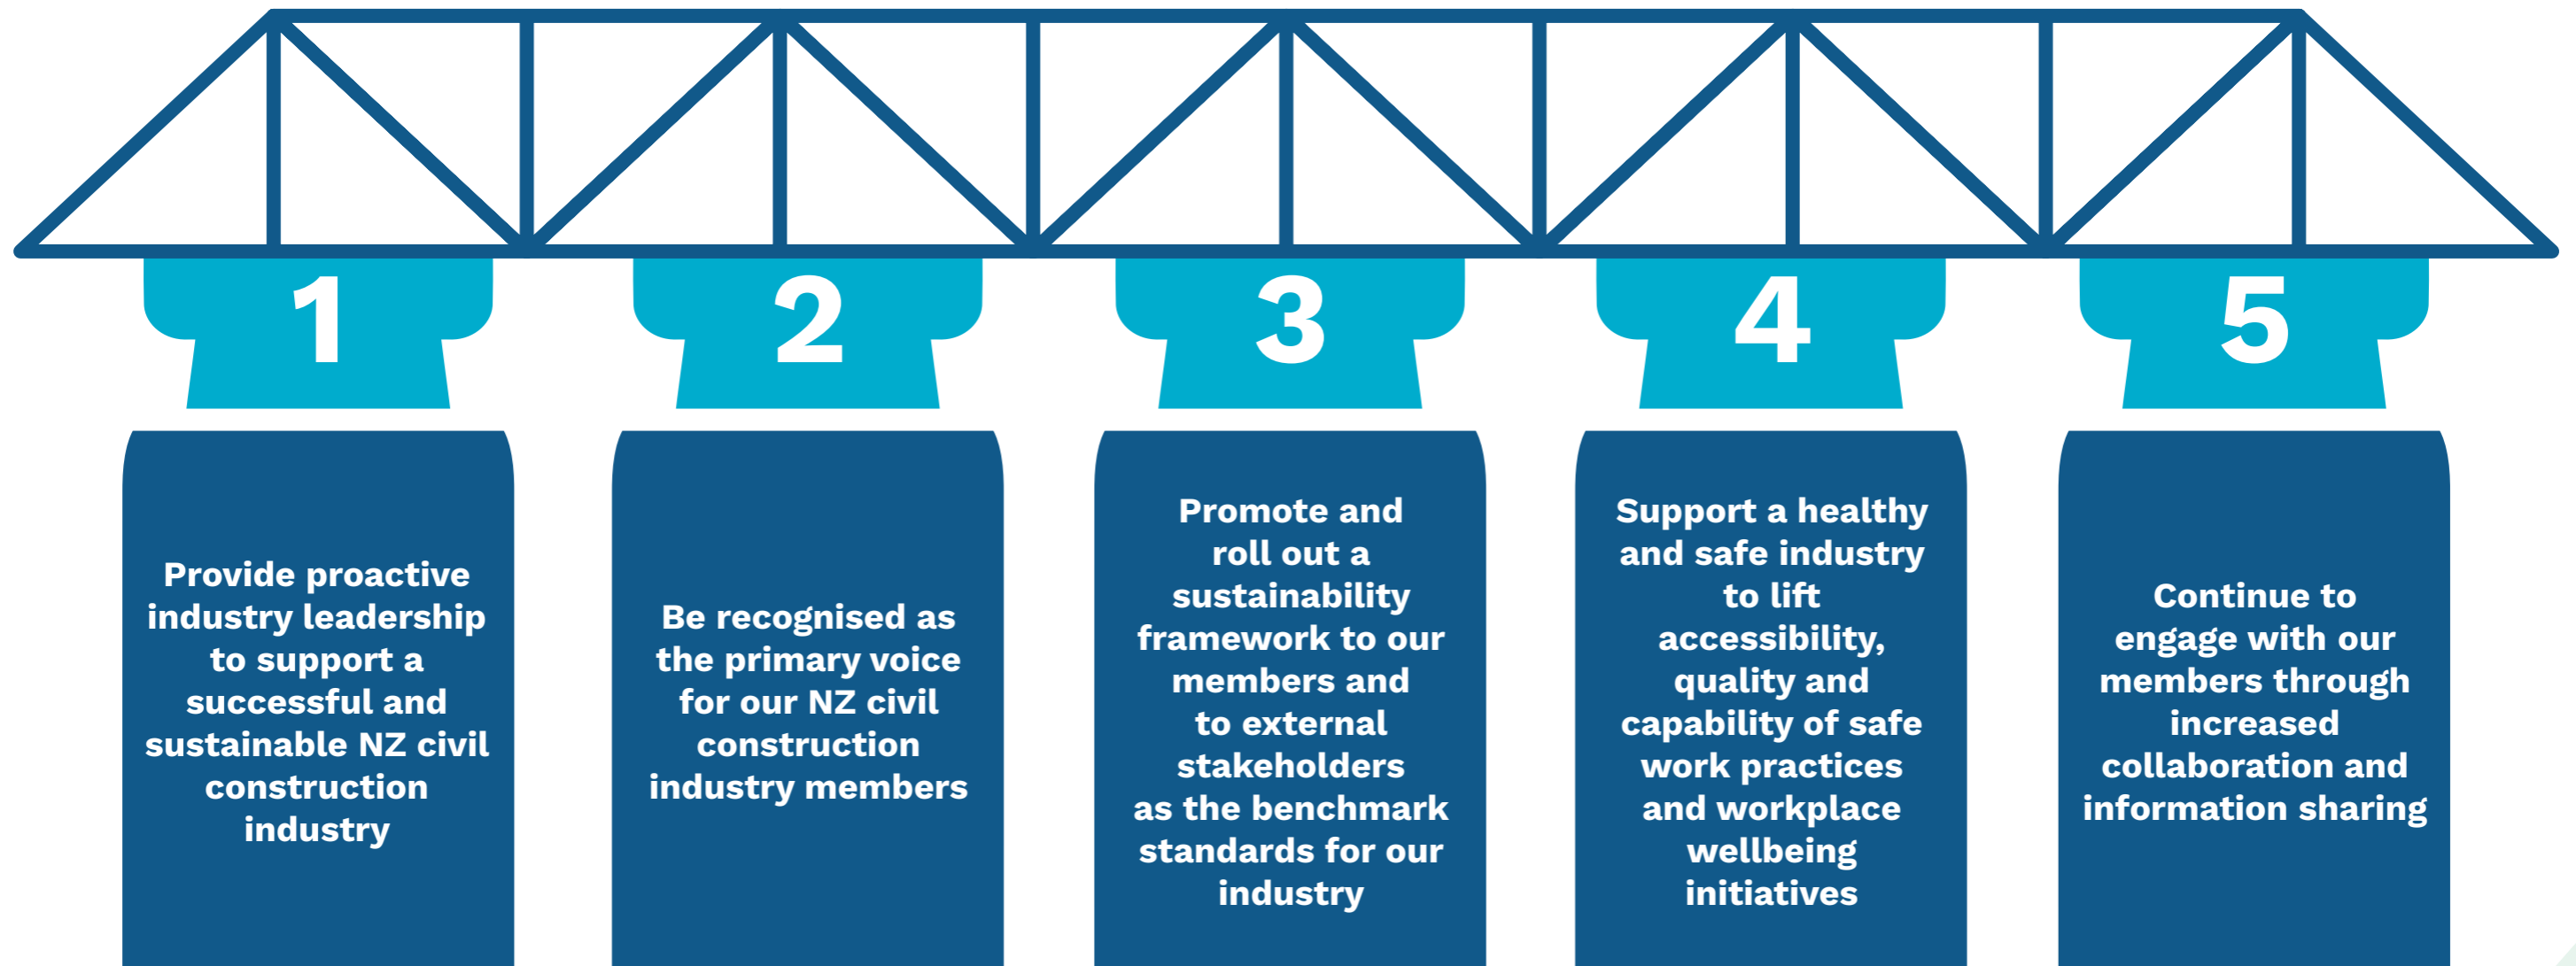 1
Provide proactive
industry leadership
to support a
successful and
sustainable NZ civil
construction
industry
2
Be recognised as
the primary voice
for our NZ civil
construction
industry members
3
Promote and
roll out a
sustainability
framework to our
members and
to external
stakeholders
as the benchmark
standards for our
industry
4
Support a healthy
and safe industry
to lift
accessibility,
quality and
capability of safe
work practices
and workplace
wellbeing
initiatives
5
Continue to
engage with our
members through
increased
collaboration and
information sharing